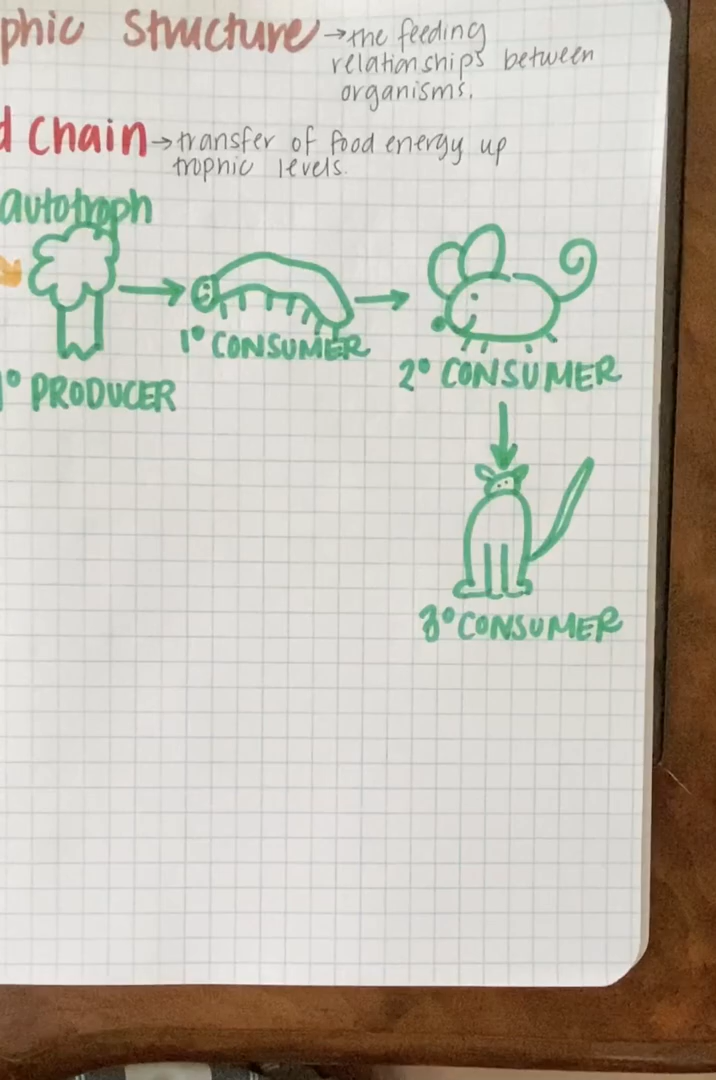 phic Structure → the feeding
relationships between
organisms.
d Chain → transfer of food energy up
trophic levels.
autotroph
1° CONSUMER
2° CONSUMER
1° PRODUCER
3° CONSUMER